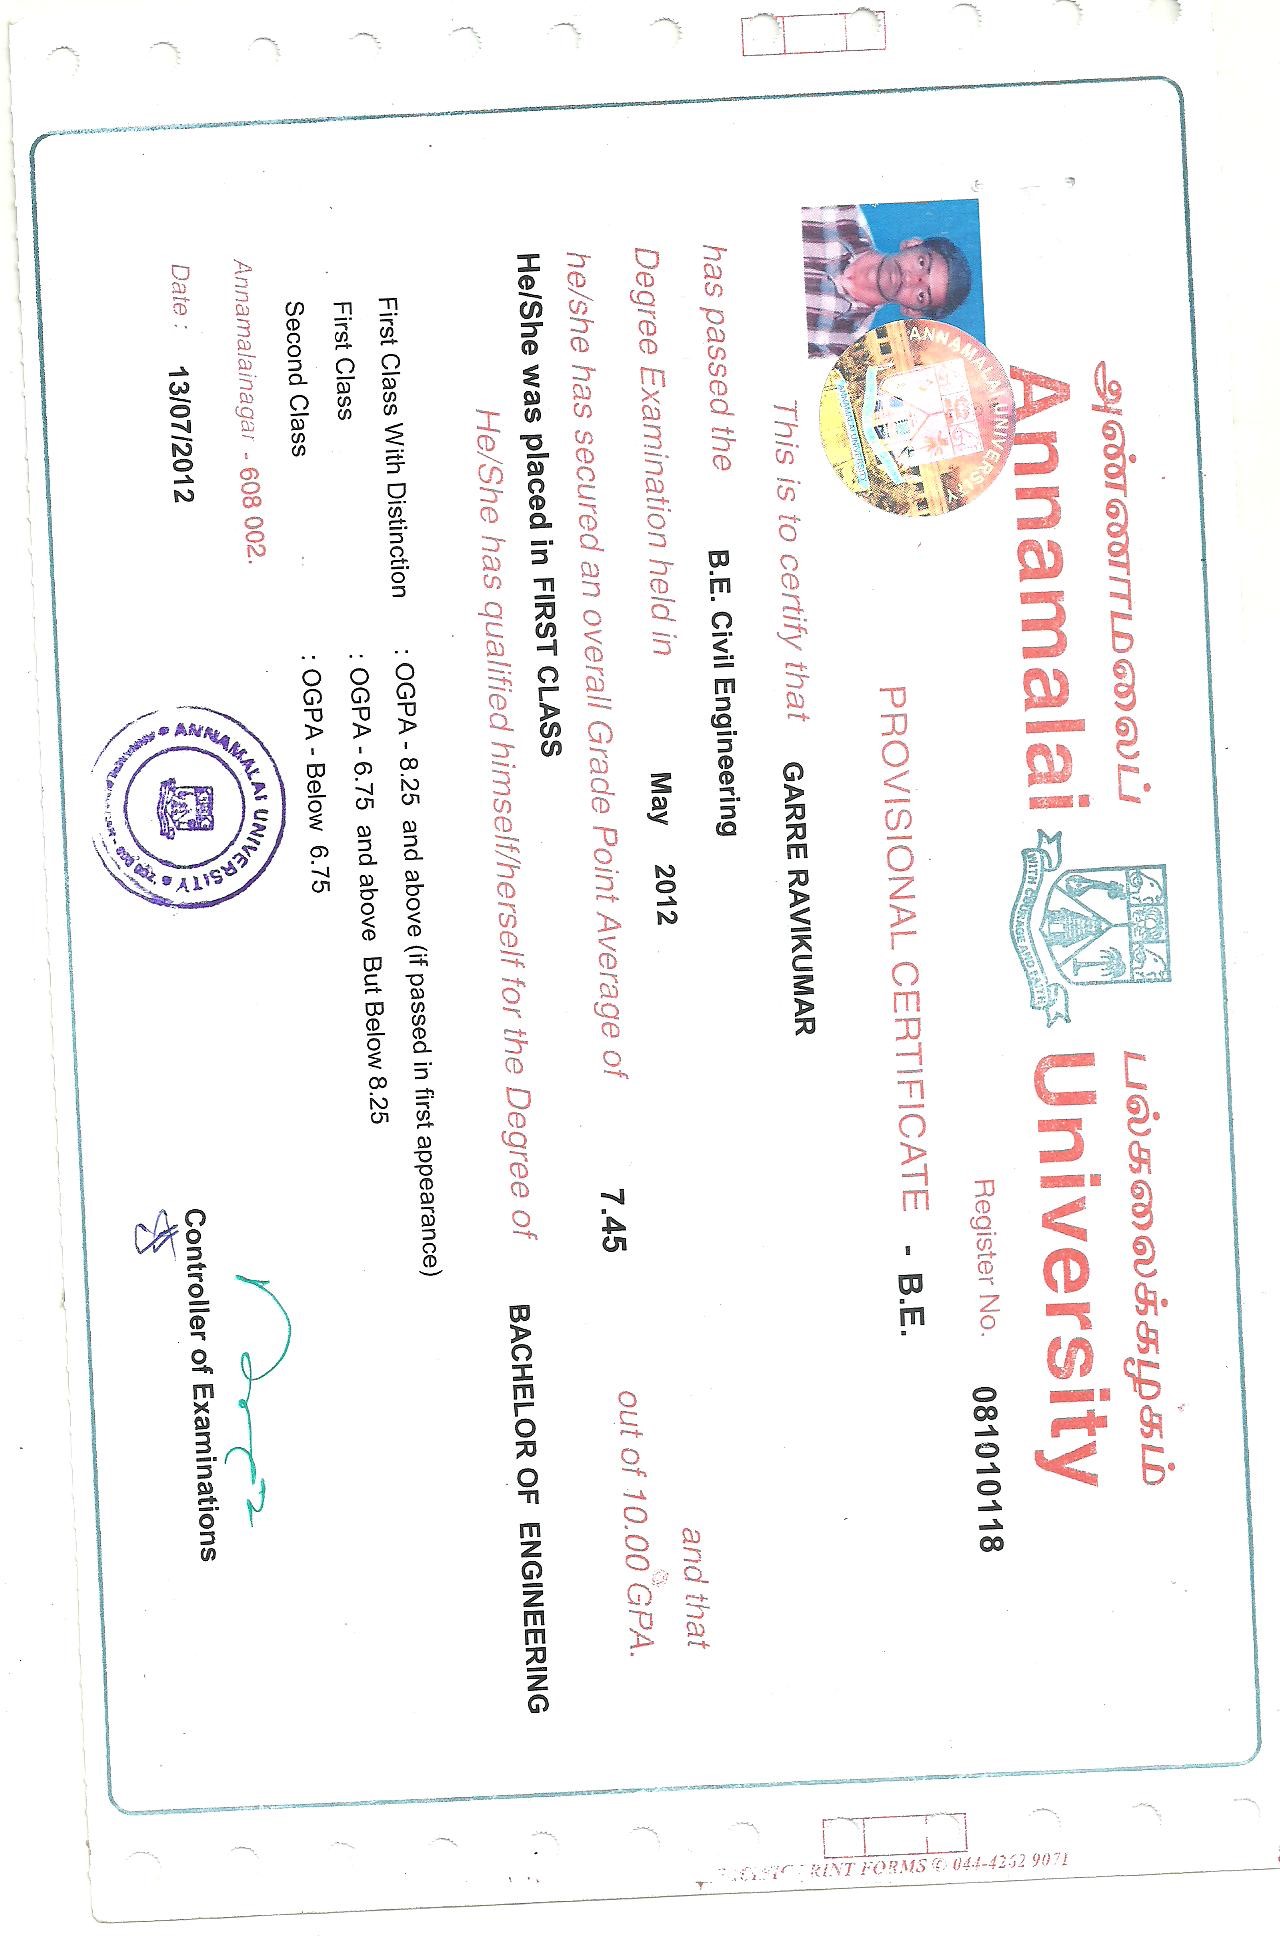 அண்ணாமலைப் பல்கலைக்கழகம்
Annamalai University
WITH COURAGE AND FAITH
ANNAMALAI UNIVERSITY
Register No. 081010118
PROVISIONAL CERTIFICATE - B.E.
This is to certify that GARRE RAVIKUMAR
has passed the B.E. Civil Engineering and that
Degree Examination held in May 2012
he/she has secured an overall Grade Point Average of 7.45 out of 10.00 GPA.
He/She was placed in FIRST CLASS
He/She has qualified himself/herself for the Degree of BACHELOR OF ENGINEERING
First Class With Distinction : OGPA - 8.25 and above (if passed in first appearance)
First Class : OGPA - 6.75 and above But Below 8.25
Second Class : OGPA - Below 6.75
Annamalainagar - 608 002.
Date : 13/07/2012
ANNAMALAI UNIVERSITY
Controller of Examinations
PRINT FORMS © 044-4262 9071